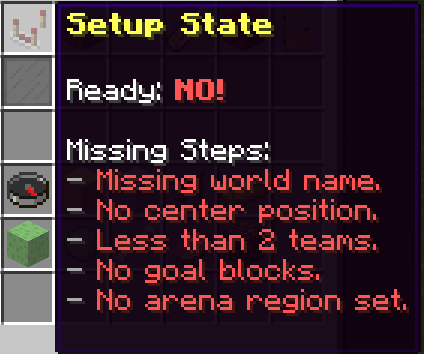 Setup State
Ready: NO!
Missing Steps:
- Missing world name.
- No center position.
- Less than 2 teams.
- No goal blocks.
- No arena region set.